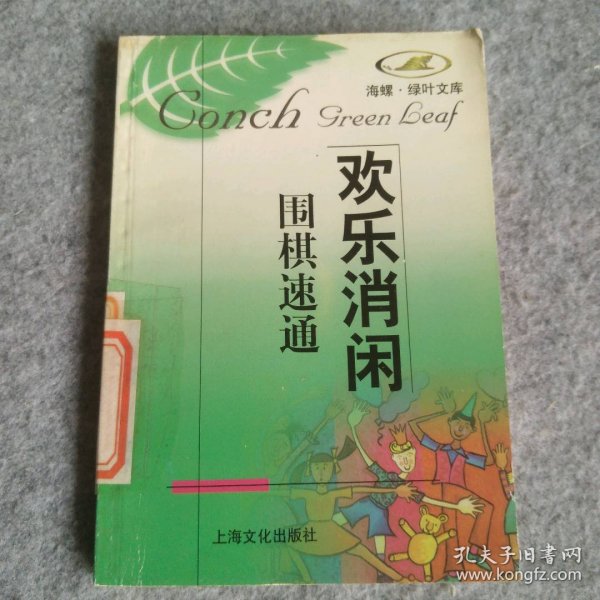 海螺·绿叶文库
Conch Green Leaf
欢乐消闲
围棋速通
上海文化出版社
孔夫子旧书网
www.kongfz.com